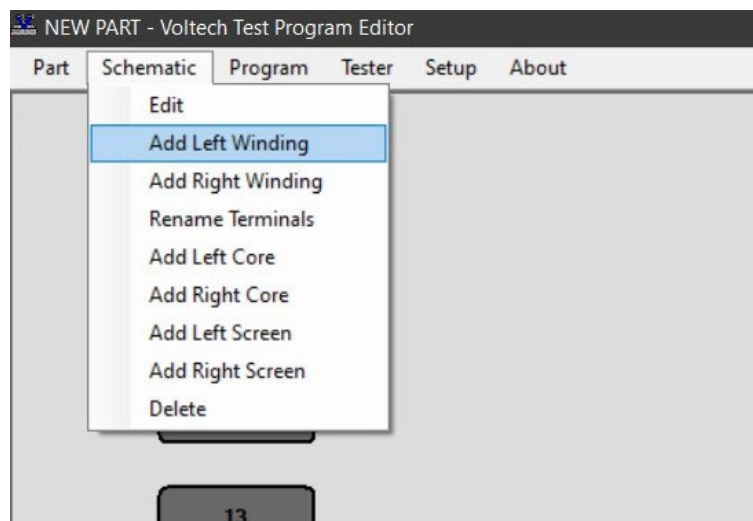 NEW PART - Voltech Test Program Editor
Part Schematic Program Tester Setup About
Edit
Add Left Winding
Add Right Winding
Rename Terminals
Add Left Core
Add Right Core
Add Left Screen
Add Right Screen
Delete
13